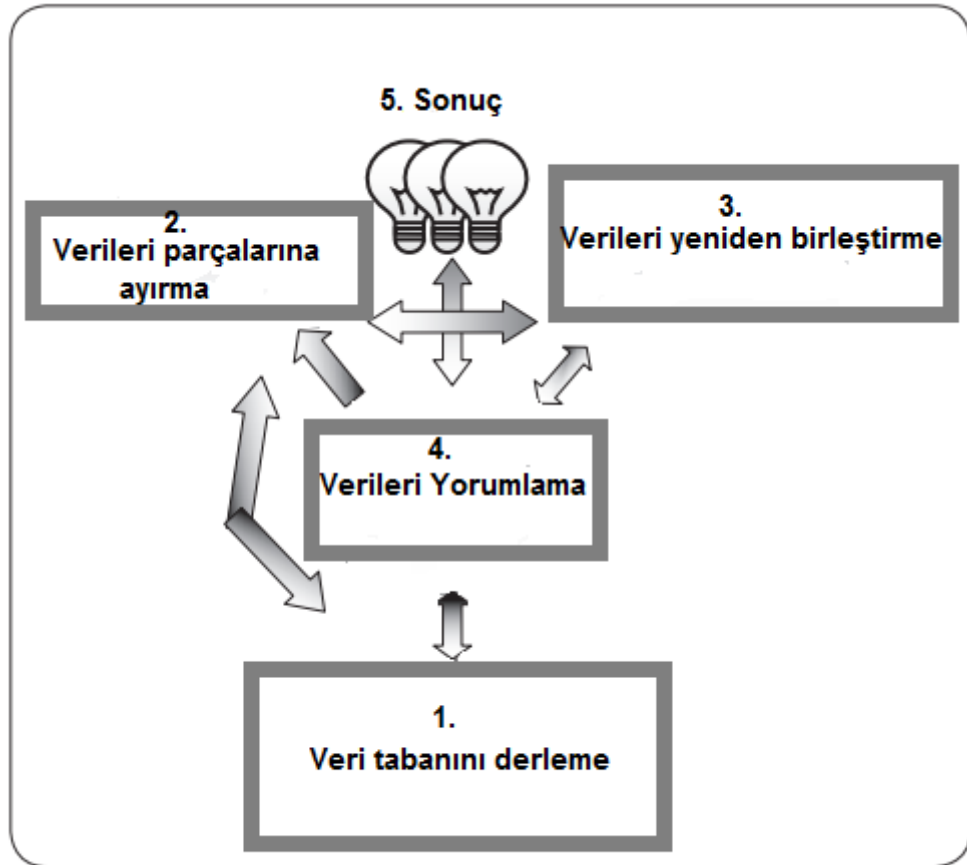 5. Sonuç
2.
Verileri parçalarına
ayırma
3.
Verileri yeniden birleştirme
4.
Verileri Yorumlama
1.
Veri tabanını derleme